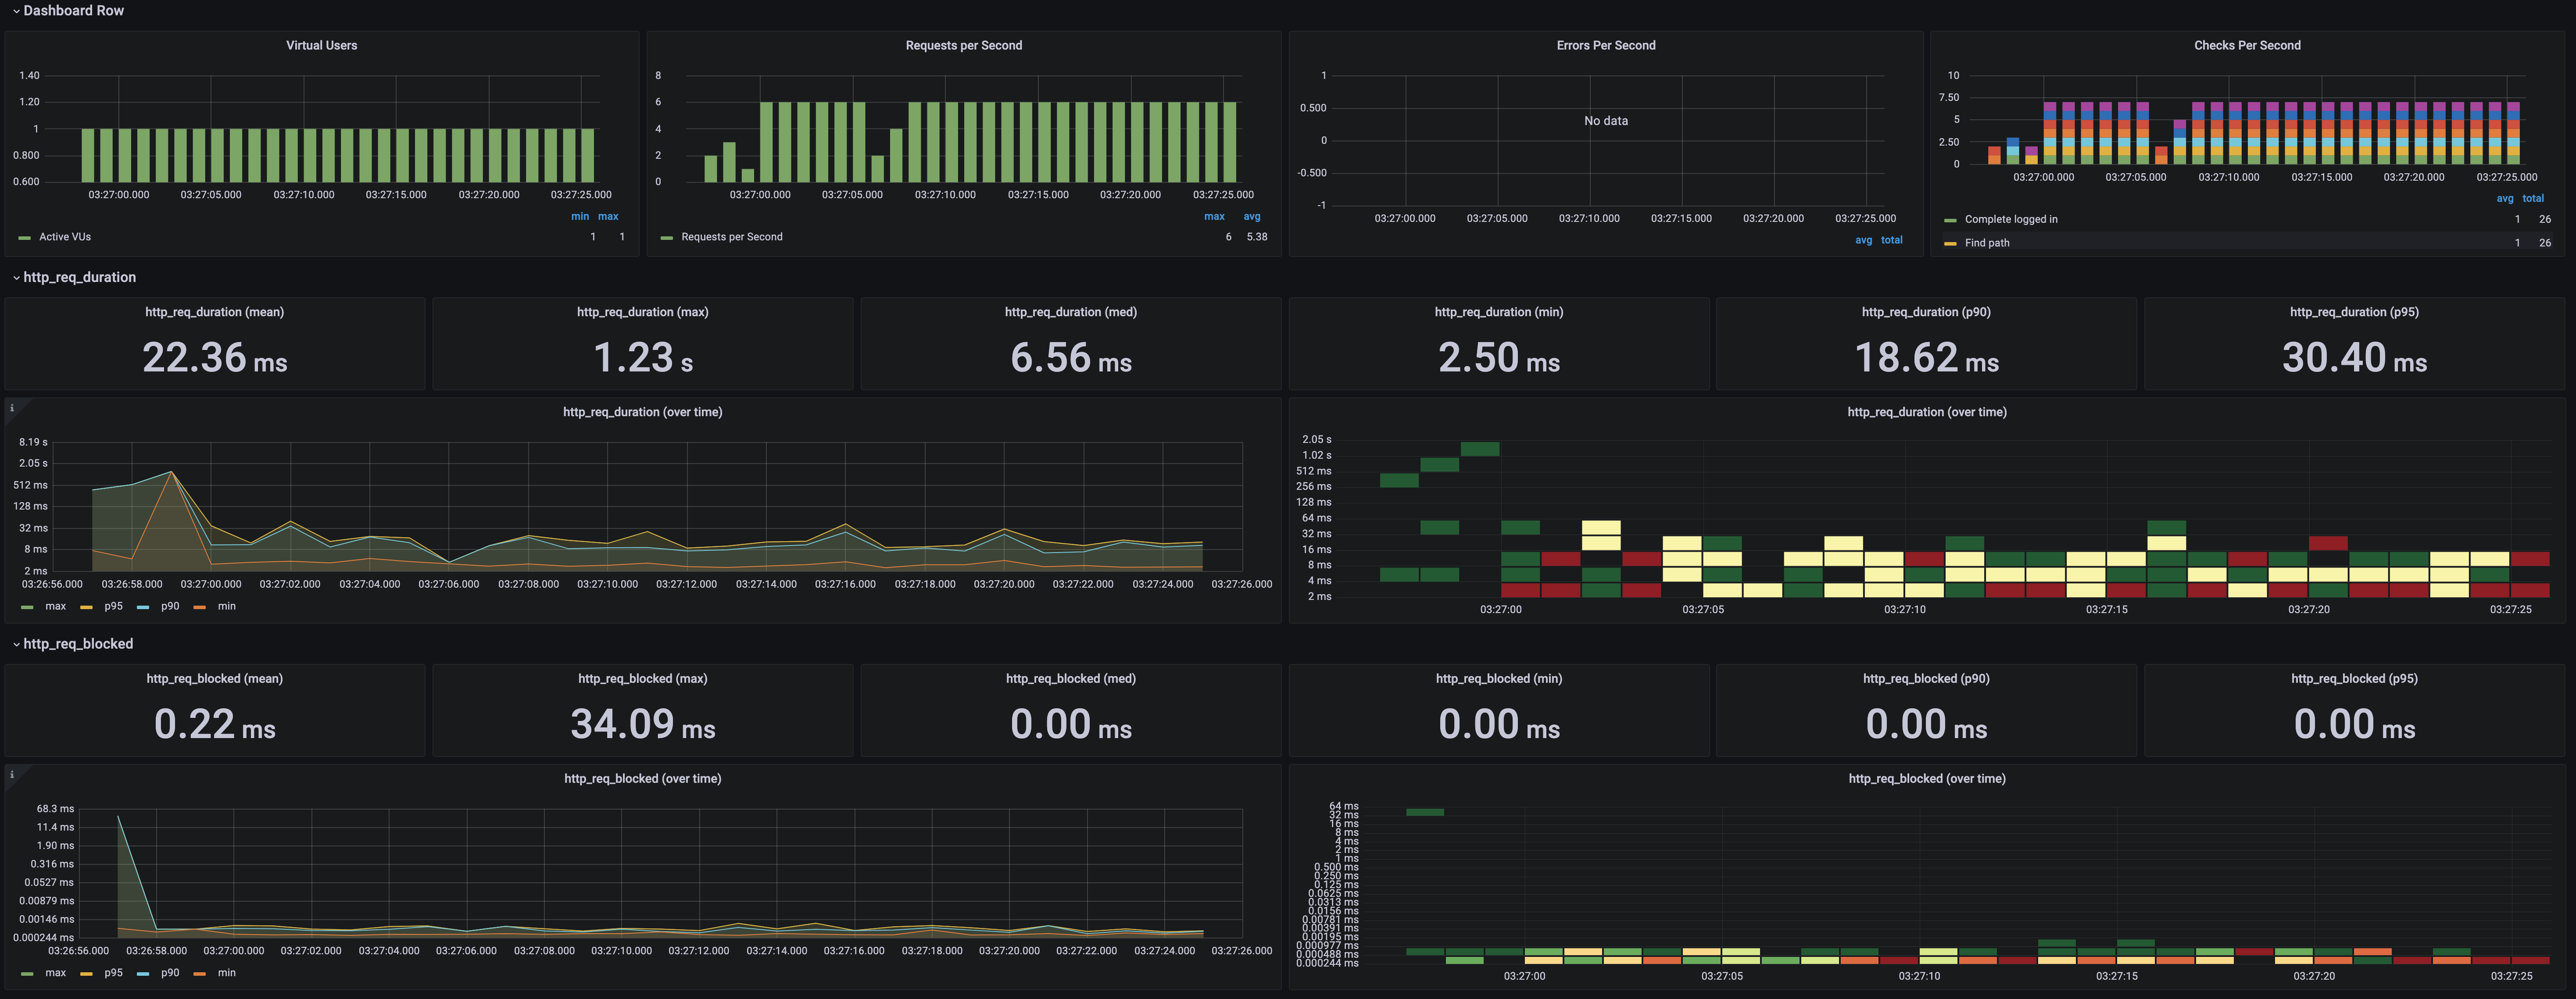 Dashboard Row
Virtual Users
1.40
1.20
1
0.800
0.600
03:27:00.000 03:27:05.000 03:27:10.000 03:27:15.000 03:27:20.000 03:27:25.000
min max
Active VUs 1 1
Requests per Second
8
6
4
2
0
03:27:00.000 03:27:05.000 03:27:10.000 03:27:15.000 03:27:20.000 03:27:25.000
max avg
Requests per Second 6 5.38
Errors Per Second
1
0.500
0
-0.500
-1
No data
03:27:00.000 03:27:05.000 03:27:10.000 03:27:15.000 03:27:20.000 03:27:25.000
avg total
Checks Per Second
10
7.50
5
2.50
0
03:27:00.000 03:27:05.000 03:27:10.000 03:27:15.000 03:27:20.000 03:27:25.000
avg total
Complete logged in 1 26
Find path 1 26
http_req_duration
http_req_duration (mean)
22.36 ms
http_req_duration (max)
1.23 s
http_req_duration (med)
6.56 ms
http_req_duration (min)
2.50 ms
http_req_duration (p90)
18.62 ms
http_req_duration (p95)
30.40 ms
i
http_req_duration (over time)
8.19 s
2.05 s
512 ms
128 ms
32 ms
8 ms
2 ms
03:26:56.000 03:26:58.000 03:27:00.000 03:27:02.000 03:27:04.000 03:27:06.000 03:27:08.000 03:27:10.000 03:27:12.000 03:27:14.000 03:27:16.000 03:27:18.000 03:27:20.000 03:27:22.000 03:27:24.000 03:27:26.000
max p95 p90 min
http_req_duration (over time)
2.05 s
1.02 s
512 ms
256 ms
128 ms
64 ms
32 ms
16 ms
8 ms
4 ms
2 ms
03:27:00 03:27:05 03:27:10 03:27:15 03:27:20 03:27:25
http_req_blocked
http_req_blocked (mean)
0.22 ms
http_req_blocked (max)
34.09 ms
http_req_blocked (med)
0.00 ms
http_req_blocked (min)
0.00 ms
http_req_blocked (p90)
0.00 ms
http_req_blocked (p95)
0.00 ms
i
http_req_blocked (over time)
68.3 ms
11.4 ms
1.90 ms
0.316 ms
0.0527 ms
0.00879 ms
0.00146 ms
0.000244 ms
03:26:56.000 03:26:58.000 03:27:00.000 03:27:02.000 03:27:04.000 03:27:06.000 03:27:08.000 03:27:10.000 03:27:12.000 03:27:14.000 03:27:16.000 03:27:18.000 03:27:20.000 03:27:22.000 03:27:24.000 03:27:26.000
max p95 p90 min
http_req_blocked (over time)
64 ms
32 ms
16 ms
8 ms
4 ms
2 ms
1 ms
0.500 ms
0.250 ms
0.125 ms
0.0625 ms
0.0313 ms
0.0156 ms
0.00781 ms
0.00391 ms
0.00195 ms
0.000977 ms
0.000488 ms
0.000244 ms
03:27:00 03:27:05 03:27:10 03:27:15 03:27:20 03:27:25